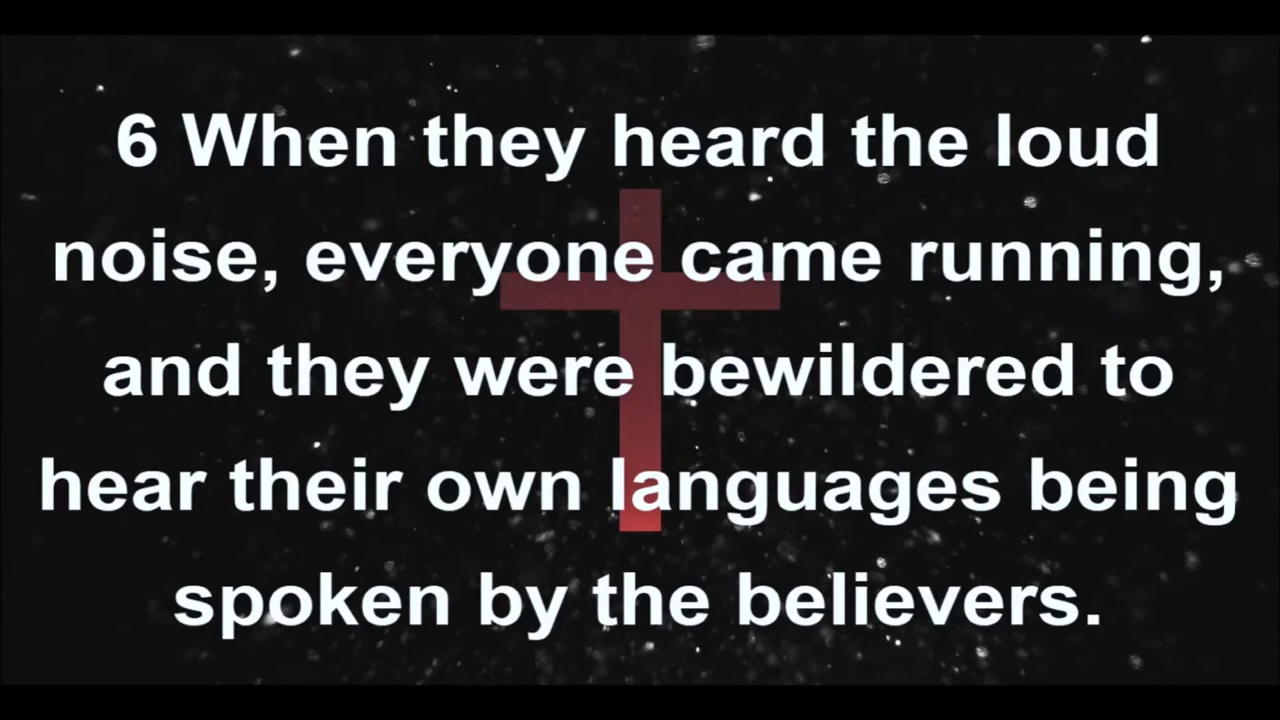 6 When they heard the loud
noise, everyone came running,
and they were bewildered to
hear their own languages being
spoken by the believers.